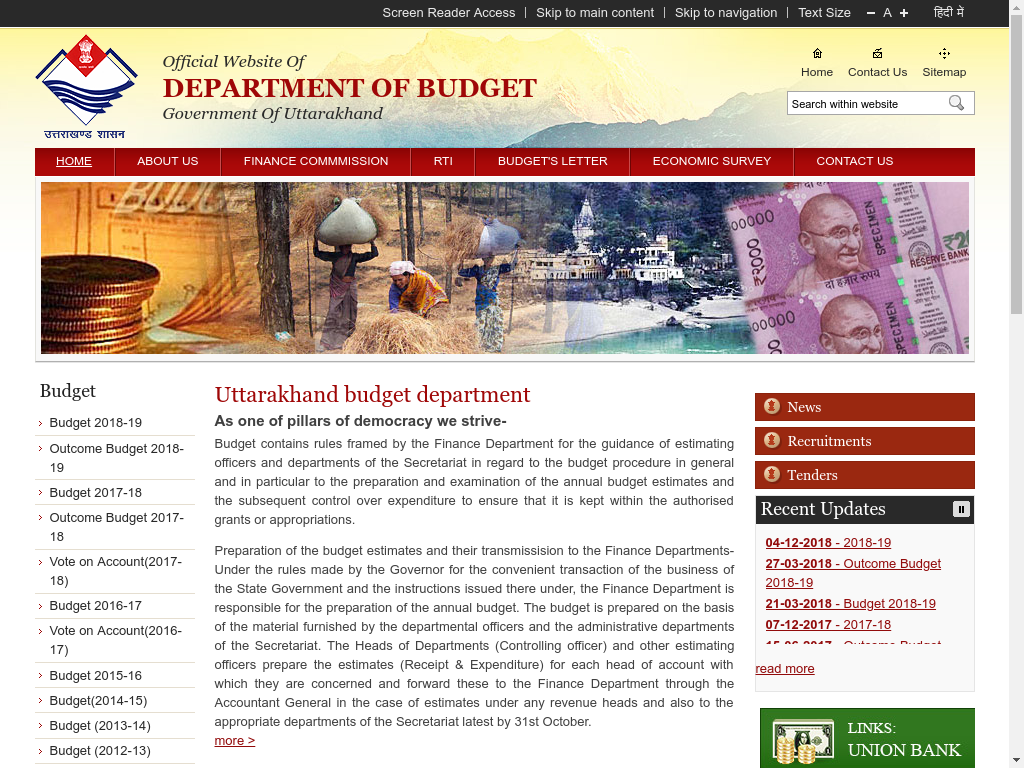 Screen Reader Access | Skip to main content | Skip to navigation | Text Size − A + हिंदी में
उत्तराखण्ड शासन
Official Website Of
DEPARTMENT OF BUDGET
Government Of Uttarakhand
Home Contact Us Sitemap
Search within website
HOME ABOUT US FINANCE COMMMISSION RTI BUDGET'S LETTER ECONOMIC SURVEY CONTACT US
00000
₹2000
SPECIMEN
दो हज़ार रुपये
RESERVE BANK
SPECIMEN
00000
Budget
Budget 2018-19
Outcome Budget 2018-
19
Budget 2017-18
Outcome Budget 2017-
18
Vote on Account(2017-
18)
Budget 2016-17
Vote on Account(2016-
17)
Budget 2015-16
Budget(2014-15)
Budget (2013-14)
Budget (2012-13)
Uttarakhand budget department
As one of pillars of democracy we strive-
Budget contains rules framed by the Finance Department for the guidance of estimating
officers and departments of the Secretariat in regard to the budget procedure in general
and in particular to the preparation and examination of the annual budget estimates and
the subsequent control over expenditure to ensure that it is kept within the authorised
grants or appropriations.
Preparation of the budget estimates and their transmissision to the Finance Departments-
Under the rules made by the Governor for the convenient transaction of the business of
the State Government and the instructions issued there under, the Finance Department is
responsible for the preparation of the annual budget. The budget is prepared on the basis
of the material furnished by the departmental officers and the administrative departments
of the Secretariat. The Heads of Departments (Controlling officer) and other estimating
officers prepare the estimates (Receipt & Expenditure) for each head of account with
which they are concerned and forward these to the Finance Department through the
Accountant General in the case of estimates under any revenue heads and also to the
appropriate departments of the Secretariat latest by 31st October.
more >
News
Recruitments
Tenders
Recent Updates
04-12-2018 - 2018-19
27-03-2018 - Outcome Budget
2018-19
21-03-2018 - Budget 2018-19
07-12-2017 - 2017-18
15-06-2017 - Outcome Budget
read more
LINKS:
UNION BANK